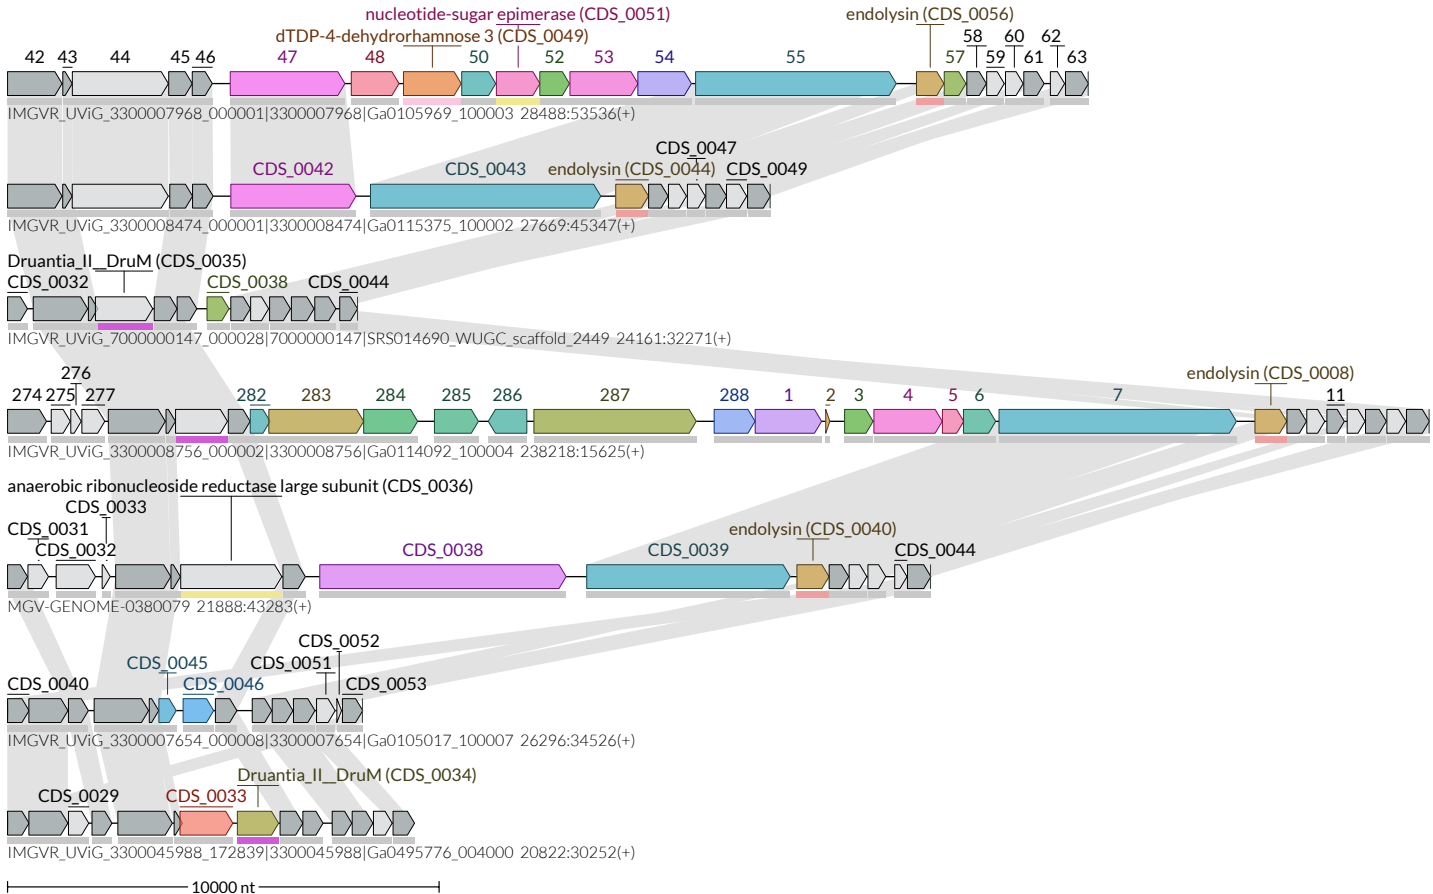 nucleotide-sugar epimerase (CDS_0051)
endolysin (CDS_0056)
dTDP-4-dehydrorhamnose 3 (CDS_0049)
58 60 62
42 43 44 45 46 47 48 50 52 53 54 55 57 59 61 63
IMGVR_UViG_3300007968_000001|3300007968|Ga0105969_100003 28488:53536(+)
CDS_0047
CDS_0042 CDS_0043 endolysin (CDS_0044) CDS_0049
IMGVR_UViG_3300008474_000001|3300008474|Ga0115375_100002 27669:45347(+)
Druantia_II__DruM (CDS_0035)
CDS_0032 CDS_0038 CDS_0044
IMGVR_UViG_7000000147_000028|7000000147|SRS014690_WUGC_scaffold_2449 24161:32271(+)
276 endolysin (CDS_0008)
274 275 277 282 283 284 285 286 287 288 1 2 3 4 5 6 7 11
IMGVR_UViG_3300008756_000002|3300008756|Ga0114092_100004 238218:15625(+)
anaerobic ribonucleoside reductase large subunit (CDS_0036)
CDS_0033
CDS_0031 endolysin (CDS_0040)
CDS_0032 CDS_0038 CDS_0039 CDS_0044
MGV-GENOME-0380079 21888:43283(+)
CDS_0052
CDS_0045 CDS_0051
CDS_0040 CDS_0046 CDS_0053
IMGVR_UViG_3300007654_000008|3300007654|Ga0105017_100007 26296:34526(+)
Druantia_II__DruM (CDS_0034)
CDS_0029 CDS_0033
IMGVR_UViG_3300045988_172839|3300045988|Ga0495776_004000 20822:30252(+)
10000 nt